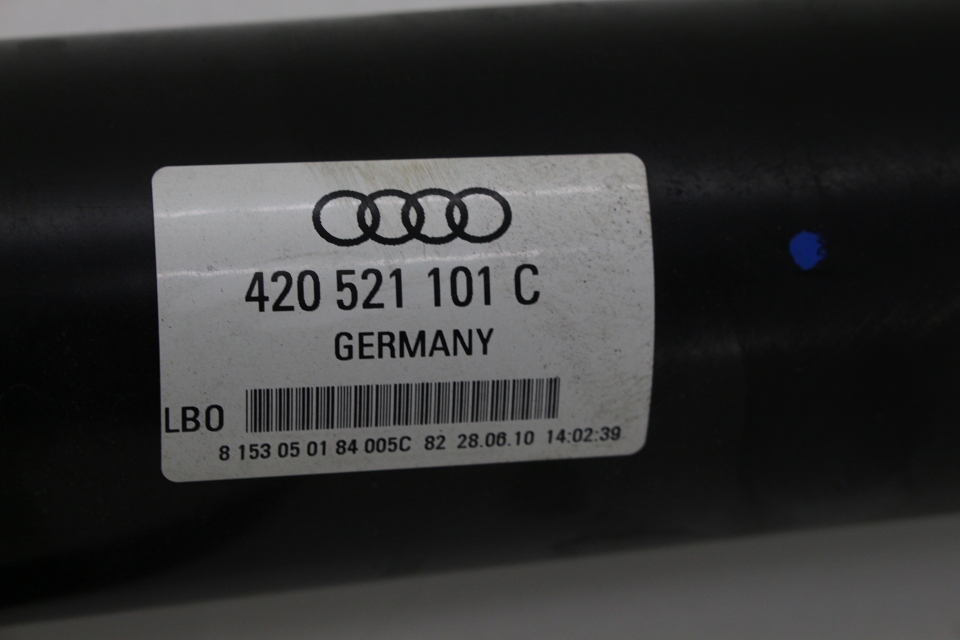 420 521 101 C
GERMANY
LBO
8 153 05 01 84 005C 82 28.06.10 14:02:39